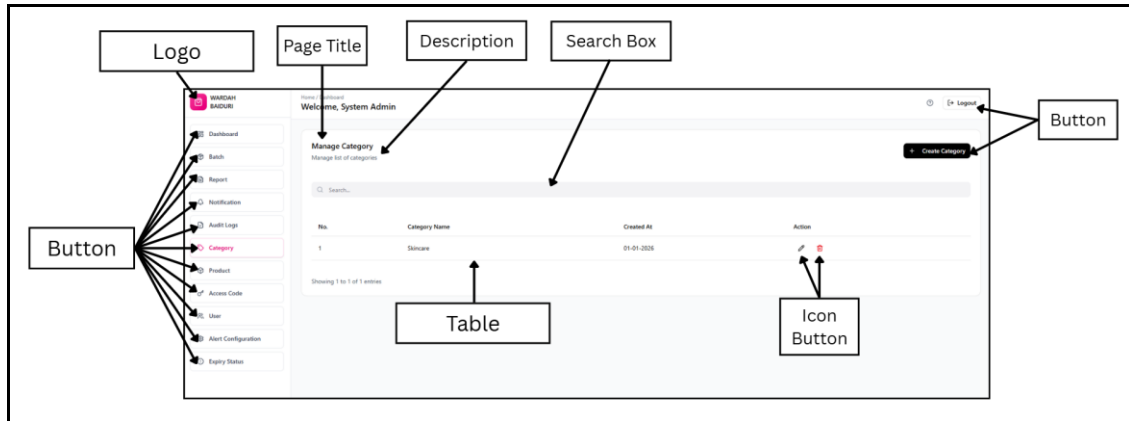 Logo
Page Title
Description
Search Box
WARDAH
BAIDURI
Home / Dashboard
Welcome, System Admin
Logout
Button
Dashboard
Batch
Report
Notification
Audit Logs
Category
Product
Access Code
User
Alert Configuration
Expiry Status
Button
Manage Category
Manage list of categories
+ Create Category
Search...
No. Category Name Created At Action
1 Skincare 01-01-2026
Showing 1 to 1 of 1 entries
Table
Icon
Button